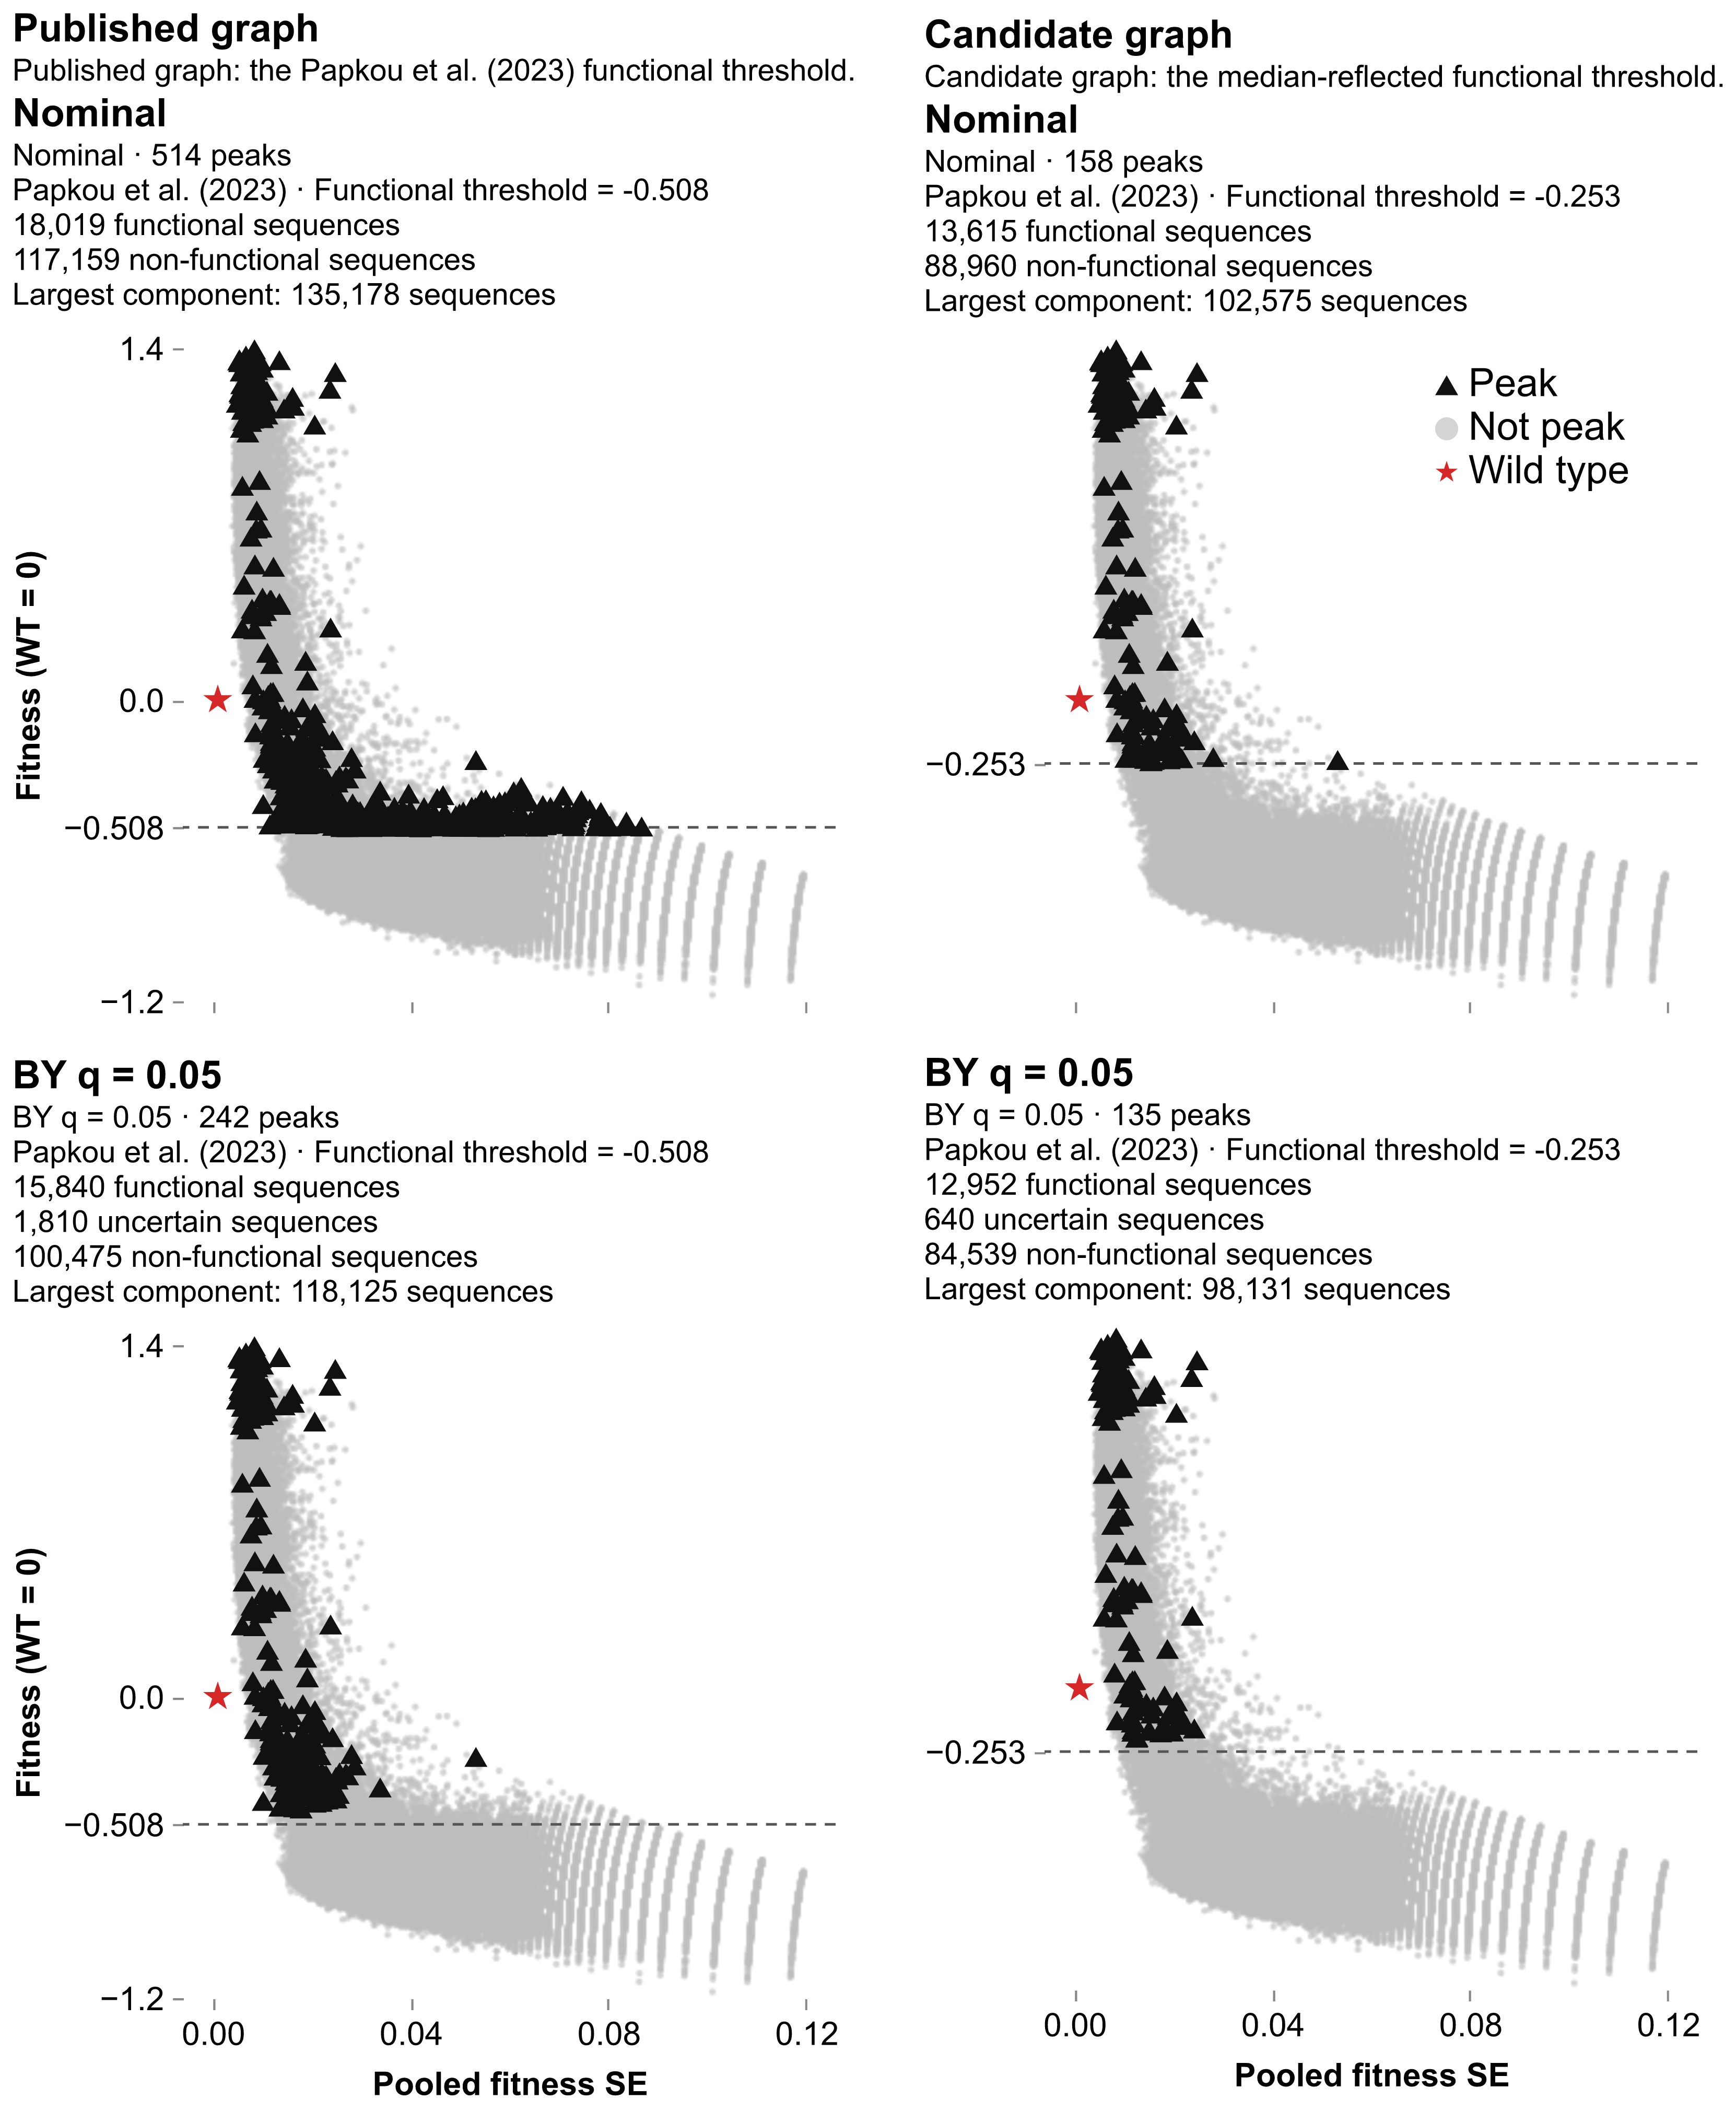 Published graph
Published graph: the Papkou et al. (2023) functional threshold.
Nominal
Nominal · 514 peaks
Papkou et al. (2023) · Functional threshold = -0.508
18,019 functional sequences
117,159 non-functional sequences
Largest component: 135,178 sequences
1.4
0.0
−0.508
−1.2
Fitness (WT = 0)
Candidate graph
Candidate graph: the median-reflected functional threshold.
Nominal
Nominal · 158 peaks
Papkou et al. (2023) · Functional threshold = -0.253
13,615 functional sequences
88,960 non-functional sequences
Largest component: 102,575 sequences
Peak
Not peak
Wild type
−0.253
BY q = 0.05
BY q = 0.05 · 242 peaks
Papkou et al. (2023) · Functional threshold = -0.508
15,840 functional sequences
1,810 uncertain sequences
100,475 non-functional sequences
Largest component: 118,125 sequences
1.4
0.0
−0.508
−1.2
Fitness (WT = 0)
0.00 0.04 0.08 0.12
Pooled fitness SE
BY q = 0.05
BY q = 0.05 · 135 peaks
Papkou et al. (2023) · Functional threshold = -0.253
12,952 functional sequences
640 uncertain sequences
84,539 non-functional sequences
Largest component: 98,131 sequences
−0.253
0.00 0.04 0.08 0.12
Pooled fitness SE